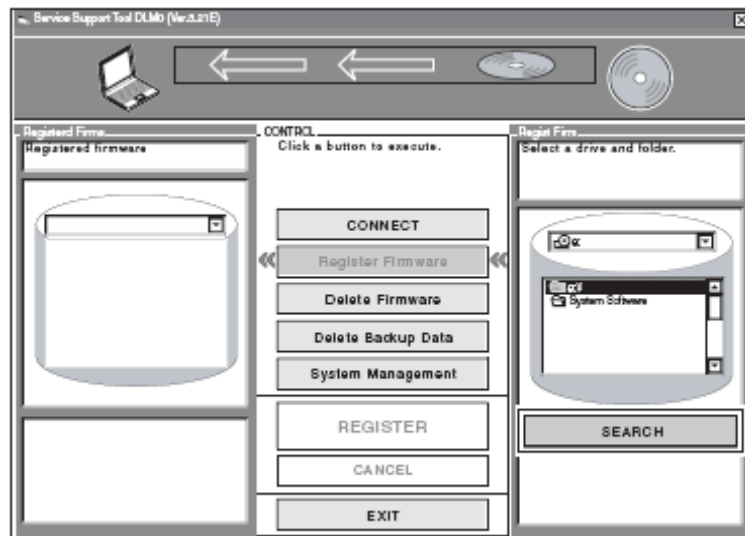 Service Support Tool DLM0 (Ver.3.21E)
Registerd Firms
Registered firmware
CONTROL
Click a button to execute.
CONNECT
Register Firmware
Delete Firmware
Delete Backup Data
System Management
REGISTER
CANCEL
EXIT
Regist Firm
Select a drive and folder.
e:
e:¥
System Software
SEARCH